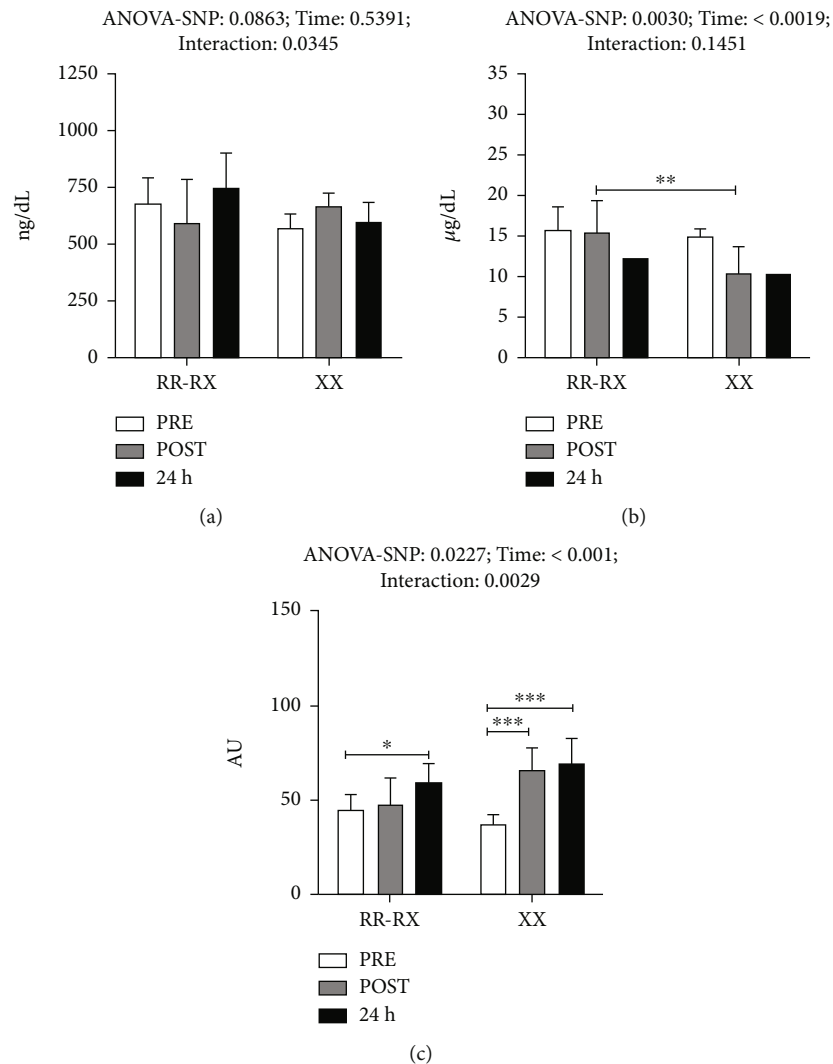 ANOVA-SNP: 0.0863; Time: 0.5391;
Interaction: 0.0345
1250
1000
750
500
250
0
ng/dL
RR-RX
XX
PRE
POST
24 h
(a)
ANOVA-SNP: 0.0030; Time: < 0.0019;
Interaction: 0.1451
35
30
25
20
15
10
5
0
µg/dL
**
RR-RX
XX
PRE
POST
24 h
(b)
ANOVA-SNP: 0.0227; Time: < 0.001;
Interaction: 0.0029
150
100
50
0
AU
*
***
***
RR-RX
XX
PRE
POST
24 h
(c)